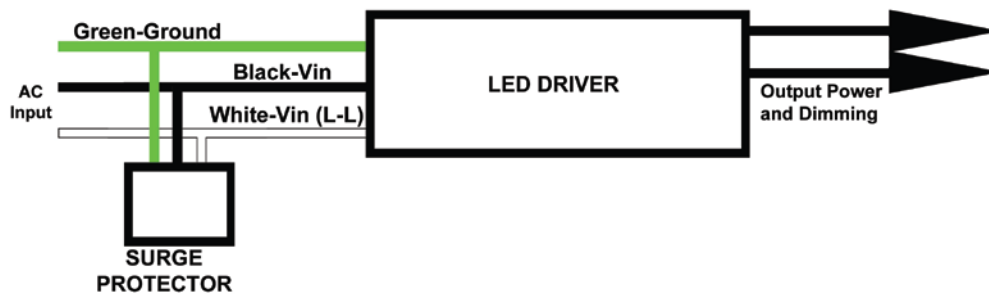 Green-Ground
Black-Vin
AC
Input
White-Vin (L-L)
LED DRIVER
Output Power
and Dimming
SURGE
PROTECTOR